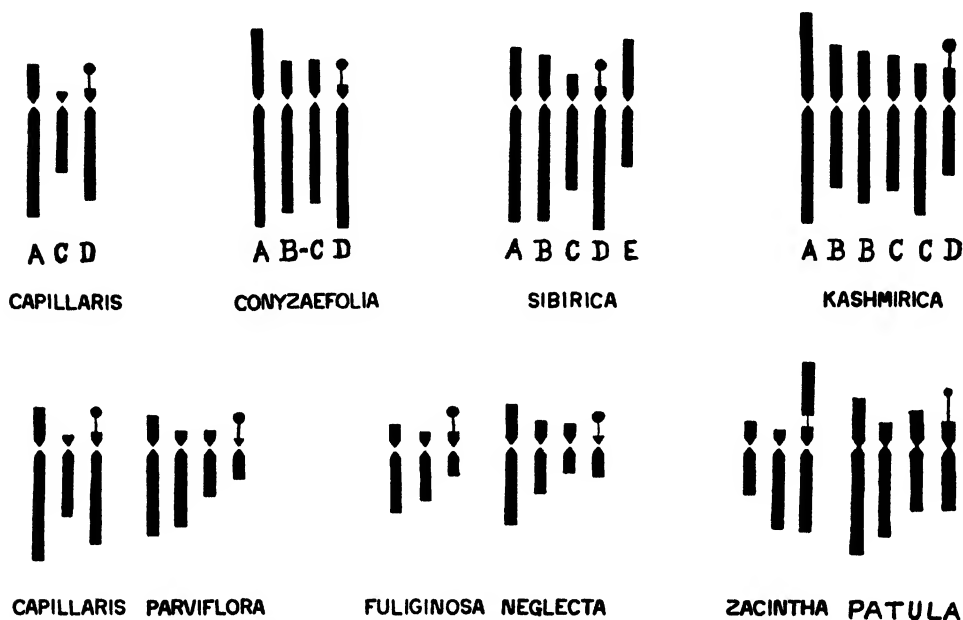 A C D A B-C D A B C D E A B B C C D
CAPILLARIS CONYZAEFOLIA SIBIRICA KASHMIRICA
CAPILLARIS PARVIFLORA FULIGINOSA NEGLECTA ZACINTHA PATULA